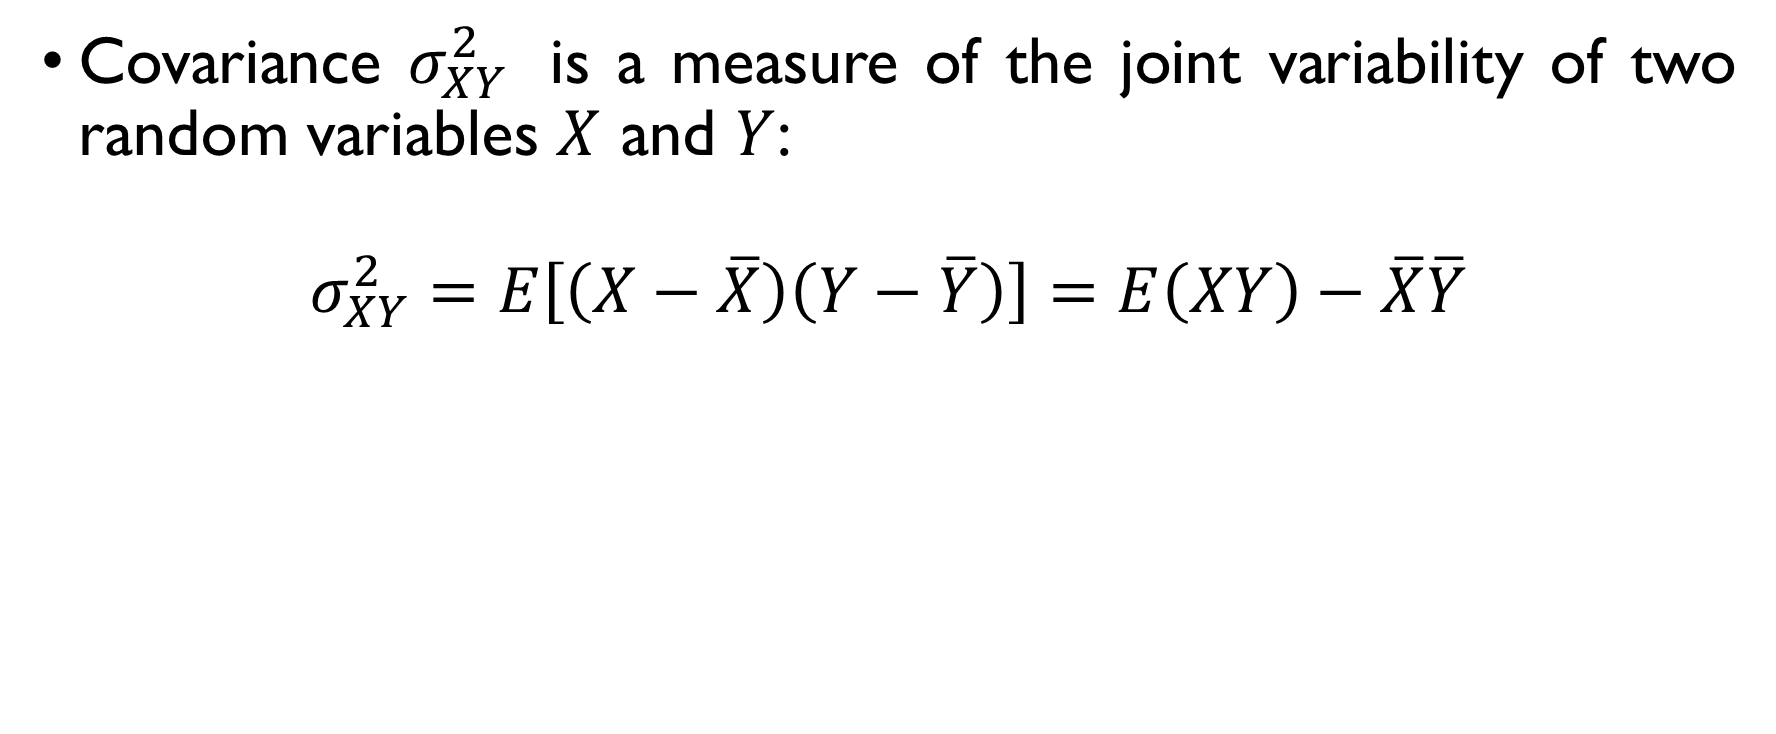 • Covariance σ²_XY is a measure of the joint variability of two
random variables X and Y:
σ²_XY = E[(X − X̅)(Y − Y̅)] = E(XY) − X̅Y̅